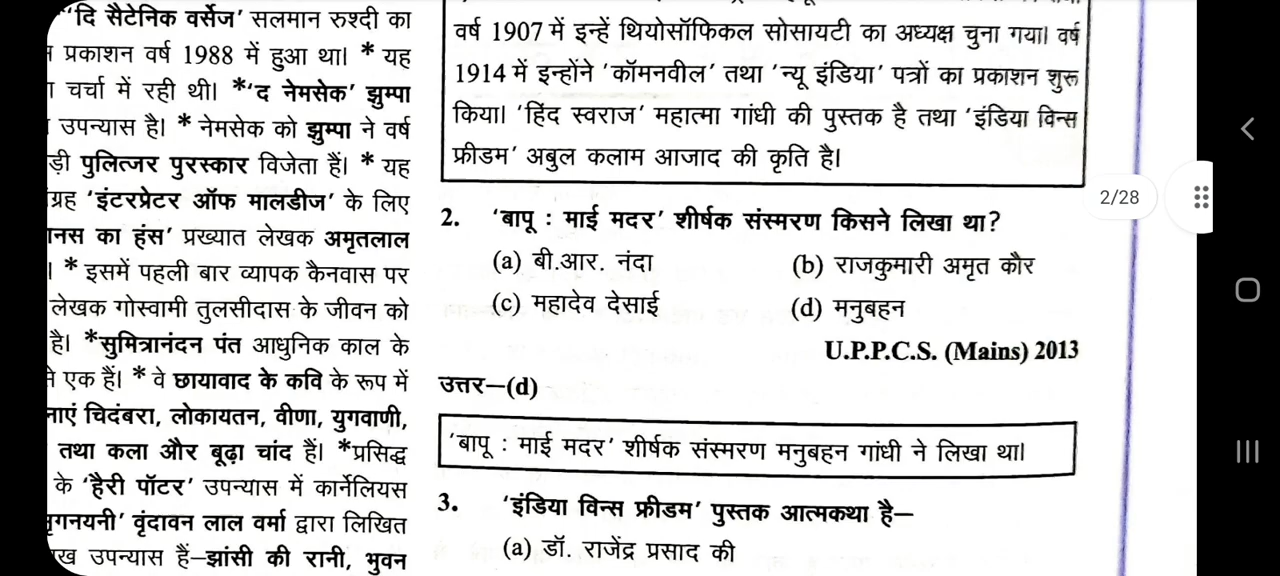 'दि सैटेनिक वर्सेज' सलमान रुश्दी का
प्रकाशन वर्ष 1988 में हुआ था। * यह
चर्चा में रही थी। *'द नेमसेक' झुम्पा
उपन्यास है। * नेमसेक को झुम्पा ने वर्ष
पुलित्जर पुरस्कार विजेता हैं। * यह
'इंटरप्रेटर ऑफ मालडीज' के लिए
का हंस' प्रख्यात लेखक अमृतलाल
। * इसमें पहली बार व्यापक कैनवास पर
लेखक गोस्वामी तुलसीदास के जीवन को
है। *सुमित्रानंदन पंत आधुनिक काल के
एक हैं। * वे छायावाद के कवि के रूप में
चिदंबरा, लोकायतन, वीणा, युगवाणी,
तथा कला और बूढ़ा चांद हैं। *प्रसिद्ध
के 'हैरी पॉटर' उपन्यास में कार्नेलियस
वृंदावन लाल वर्मा द्वारा लिखित
उपन्यास हैं–झांसी की रानी, भुवन
वर्ष 1907 में इन्हें थियोसॉफिकल सोसायटी का अध्यक्ष चुना गया। वर्ष
1914 में इन्होंने 'कॉमनवील' तथा 'न्यू इंडिया' पत्रों का प्रकाशन शुरू
किया। 'हिंद स्वराज' महात्मा गांधी की पुस्तक है तथा 'इंडिया विन्स
फ्रीडम' अबुल कलाम आजाद की कृति है।
2. 'बापू : माई मदर' शीर्षक संस्मरण किसने लिखा था?
(a) बी.आर. नंदा (b) राजकुमारी अमृत कौर
(c) महादेव देसाई (d) मनुबहन
U.P.P.C.S. (Mains) 2013
उत्तर–(d)
'बापू : माई मदर' शीर्षक संस्मरण मनुबहन गांधी ने लिखा था।
3. 'इंडिया विन्स फ्रीडम' पुस्तक आत्मकथा है–
(a) डॉ. राजेंद्र प्रसाद की
2/28